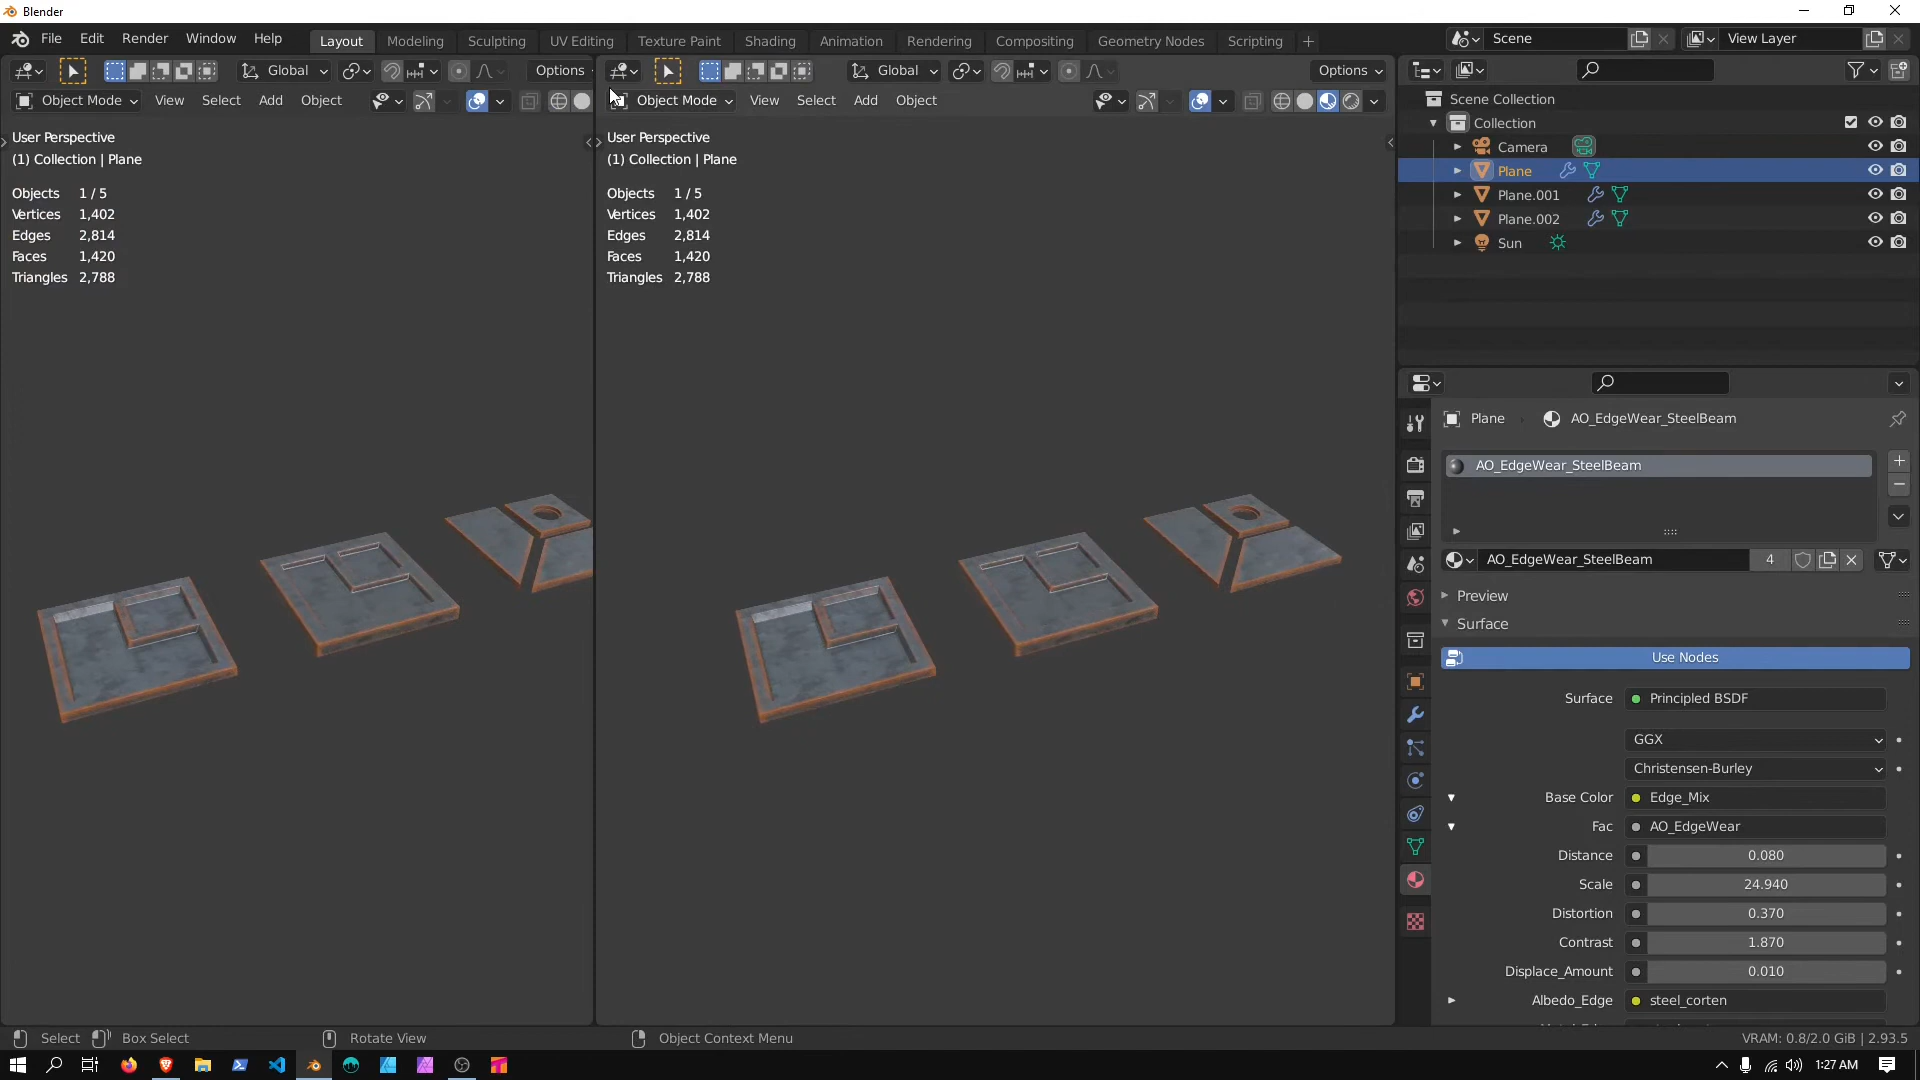 Blender
File Edit Render Window Help
Layout Modeling Sculpting UV Editing Texture Paint Shading Animation Rendering Compositing Geometry Nodes Scripting +
Scene
View Layer
Global
Options
Object Mode View Select Add Object
User Perspective
(1) Collection | Plane
Objects 1 / 5
Vertices 1,402
Edges 2,814
Faces 1,420
Triangles 2,788
Global
Options
Object Mode View Select Add Object
User Perspective
(1) Collection | Plane
Objects 1 / 5
Vertices 1,402
Edges 2,814
Faces 1,420
Triangles 2,788
Scene Collection
Collection
Camera
Plane
Plane.001
Plane.002
Sun
Plane AO_EdgeWear_SteelBeam
AO_EdgeWear_SteelBeam
AO_EdgeWear_SteelBeam 4
Preview
Surface
Use Nodes
Surface Principled BSDF
GGX
Christensen-Burley
Base Color Edge_Mix
Fac AO_EdgeWear
Distance 0.080
Scale 24.940
Distortion 0.370
Contrast 1.870
Displace_Amount 0.010
Albedo_Edge steel_corten
Select Box Select Rotate View Object Context Menu
VRAM: 0.8/2.0 GiB | 2.93.5
1:27 AM